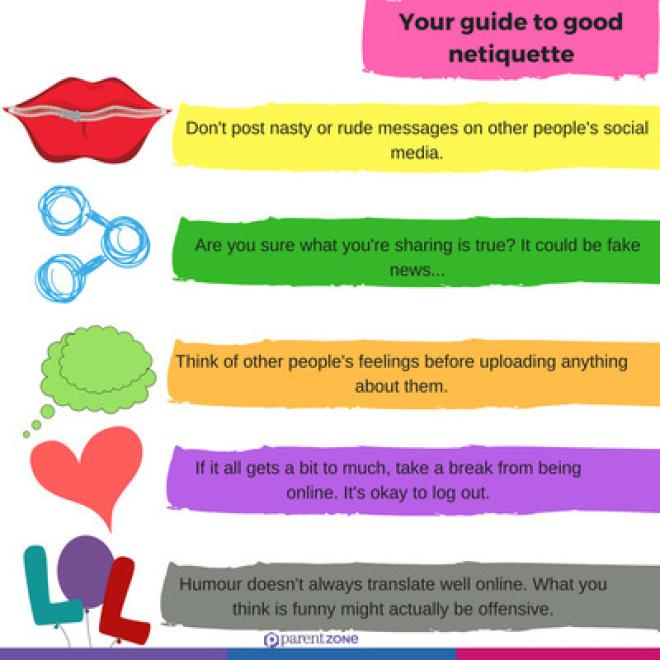 Your guide to good
netiquette
Don't post nasty or rude messages on other people's social
media.
Are you sure what you're sharing is true? It could be fake
news...
Think of other people's feelings before uploading anything
about them.
If it all gets a bit to much, take a break from being
online. It's okay to log out.
LOL
Humour doesn't always translate well online. What you
think is funny might actually be offensive.
parentzone